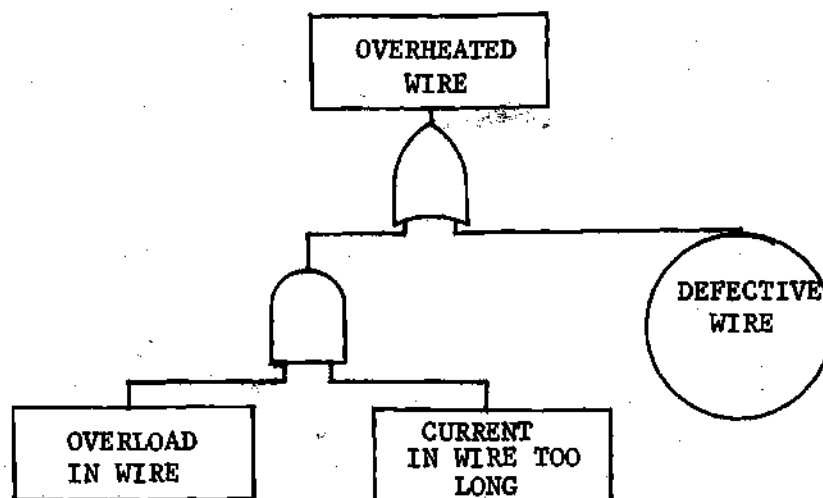 OVERHEATED
WIRE
DEFECTIVE
WIRE
OVERLOAD
IN WIRE
CURRENT
IN WIRE TOO
LONG